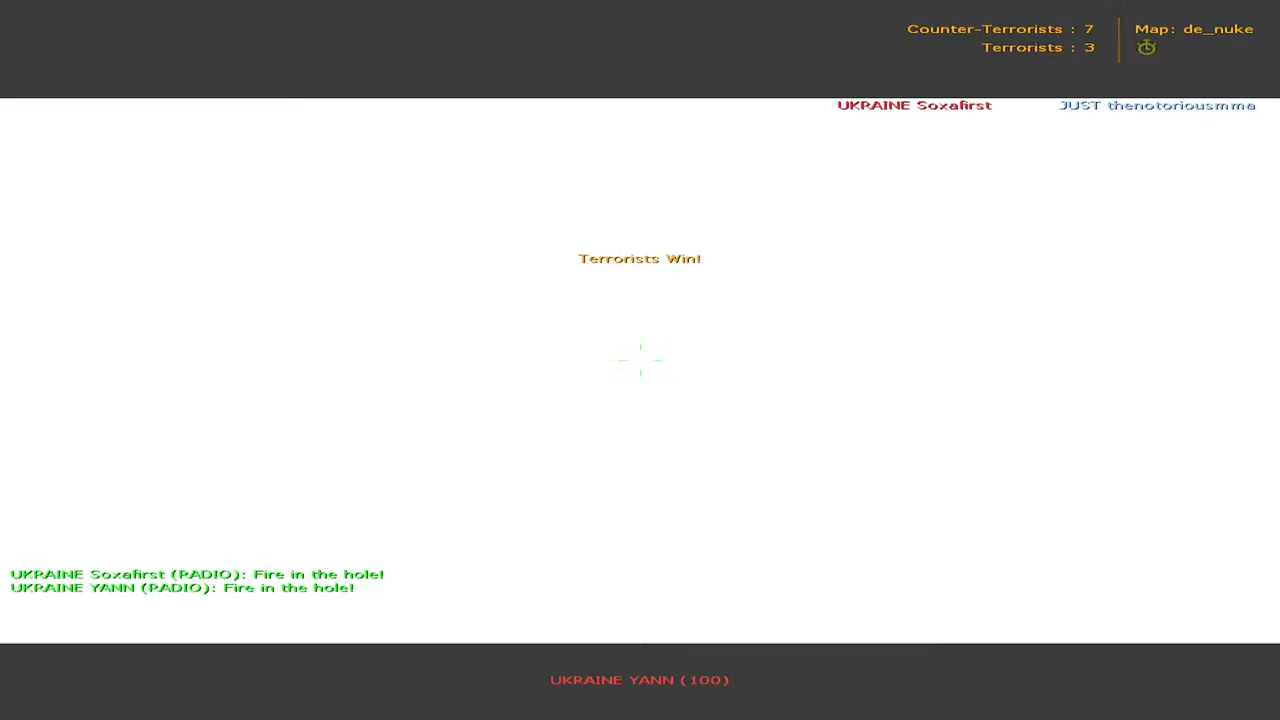 Counter-Terrorists : 7
Terrorists : 3
Map: de_nuke
UKRAINE Soxafirst JUST thenotoriousmma
Terrorists Win!
UKRAINE Soxafirst (RADIO): Fire in the hole!
UKRAINE YANN (RADIO): Fire in the hole!
UKRAINE YANN (100)